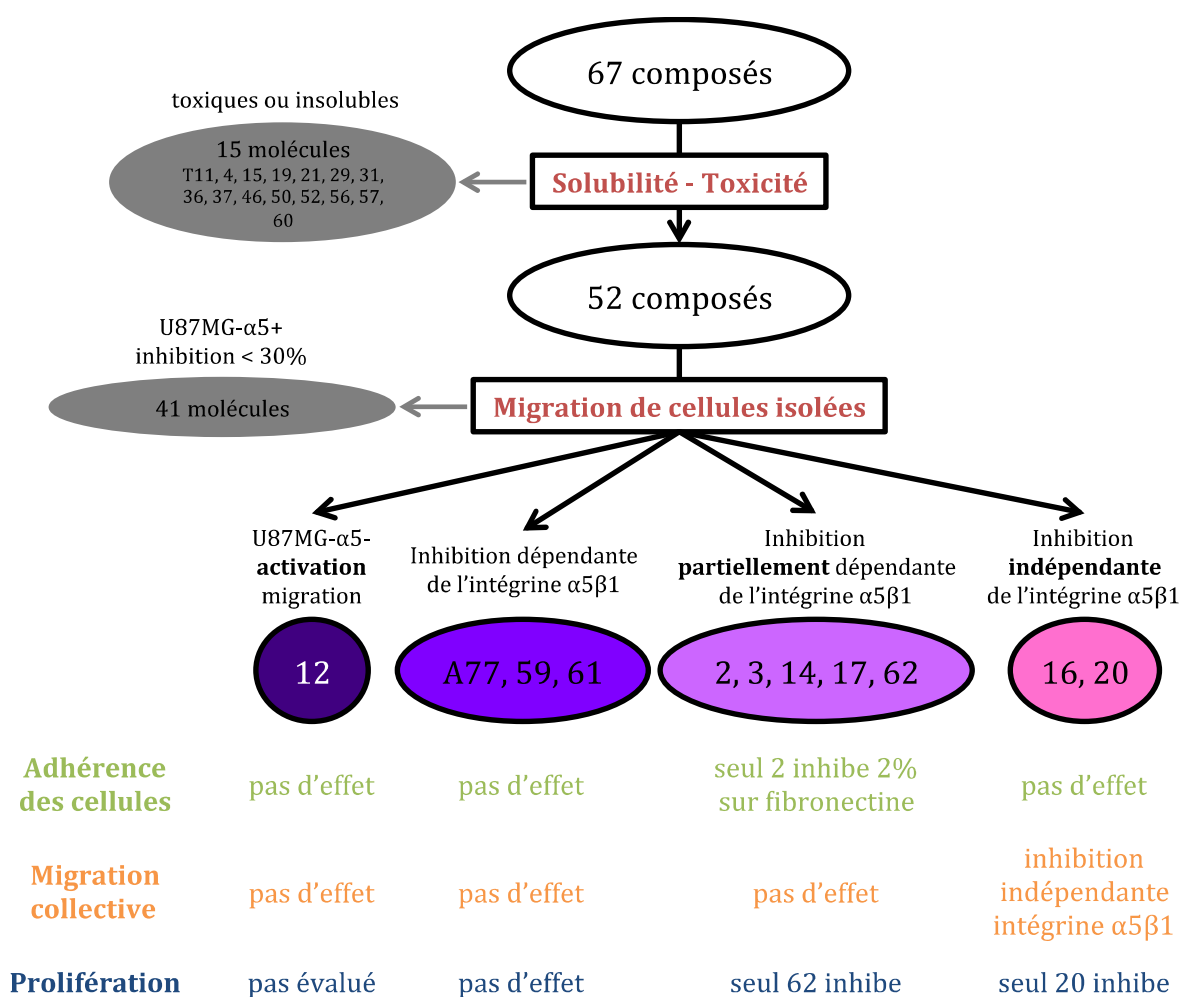 67 composés
toxiques ou insolubles
15 molécules
T11, 4, 15, 19, 21, 29, 31,
36, 37, 46, 50, 52, 56, 57,
60
Solubilité - Toxicité
52 composés
U87MG-α5+
inhibition < 30%
41 molécules
Migration de cellules isolées
U87MG-α5-
activation
migration
Inhibition dépendante
de l'intégrine α5β1
Inhibition
partiellement dépendante
de l'intégrine α5β1
Inhibition
indépendante
de l'intégrine α5β1
12
A77, 59, 61
2, 3, 14, 17, 62
16, 20
Adhérence
des cellules
pas d'effet
pas d'effet
seul 2 inhibe 2%
sur fibronectine
pas d'effet
Migration
collective
pas d'effet
pas d'effet
pas d'effet
inhibition
indépendante
intégrine α5β1
Prolifération
pas évalué
pas d'effet
seul 62 inhibe
seul 20 inhibe